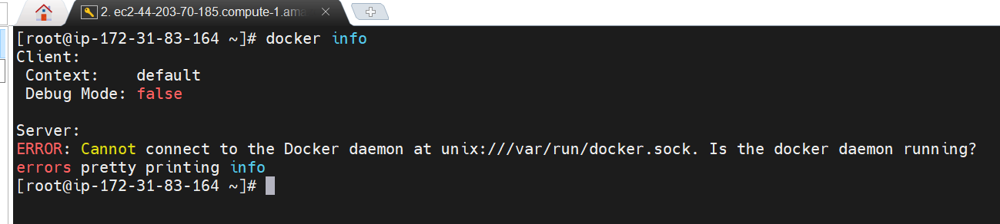 2. ec2-44-203-70-185.compute-1.ama
[root@ip-172-31-83-164 ~]# docker info
Client:
Context:    default
Debug Mode: false
Server:
ERROR: Cannot connect to the Docker daemon at unix:///var/run/docker.sock. Is the docker daemon running?
errors pretty printing info
[root@ip-172-31-83-164 ~]#